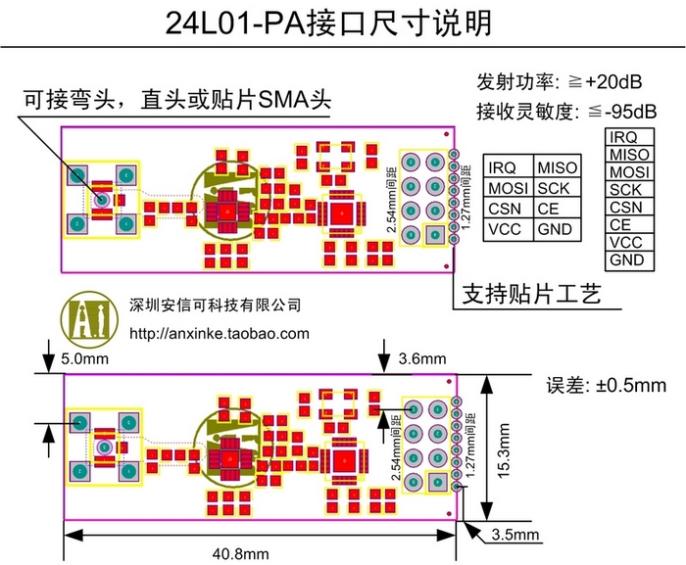 24L01-PA接口尺寸说明
发射功率: ≧+20dB
接收灵敏度: ≦-95dB
可接弯头，直头或贴片SMA头
2.54mm间距
1.27mm间距
IRQ MISO
MOSI SCK
CSN CE
VCC GND
IRQ
MISO
MOSI
SCK
CSN
CE
VCC
GND
支持贴片工艺
Ai
深圳安信可科技有限公司
http://anxinke.taobao.com
5.0mm
3.6mm
误差: ±0.5mm
2.54mm间距
1.27mm间距
15.3mm
3.5mm
40.8mm